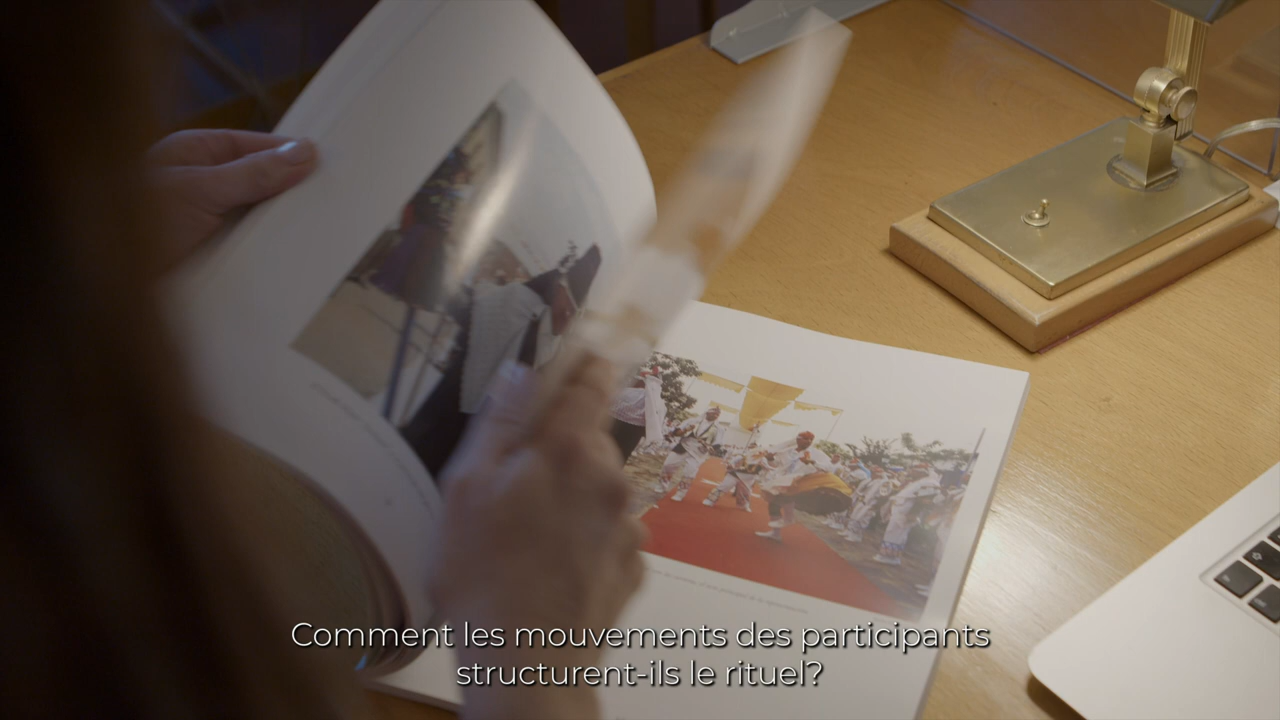 Comment les mouvements des participants
structurent-ils le rituel?